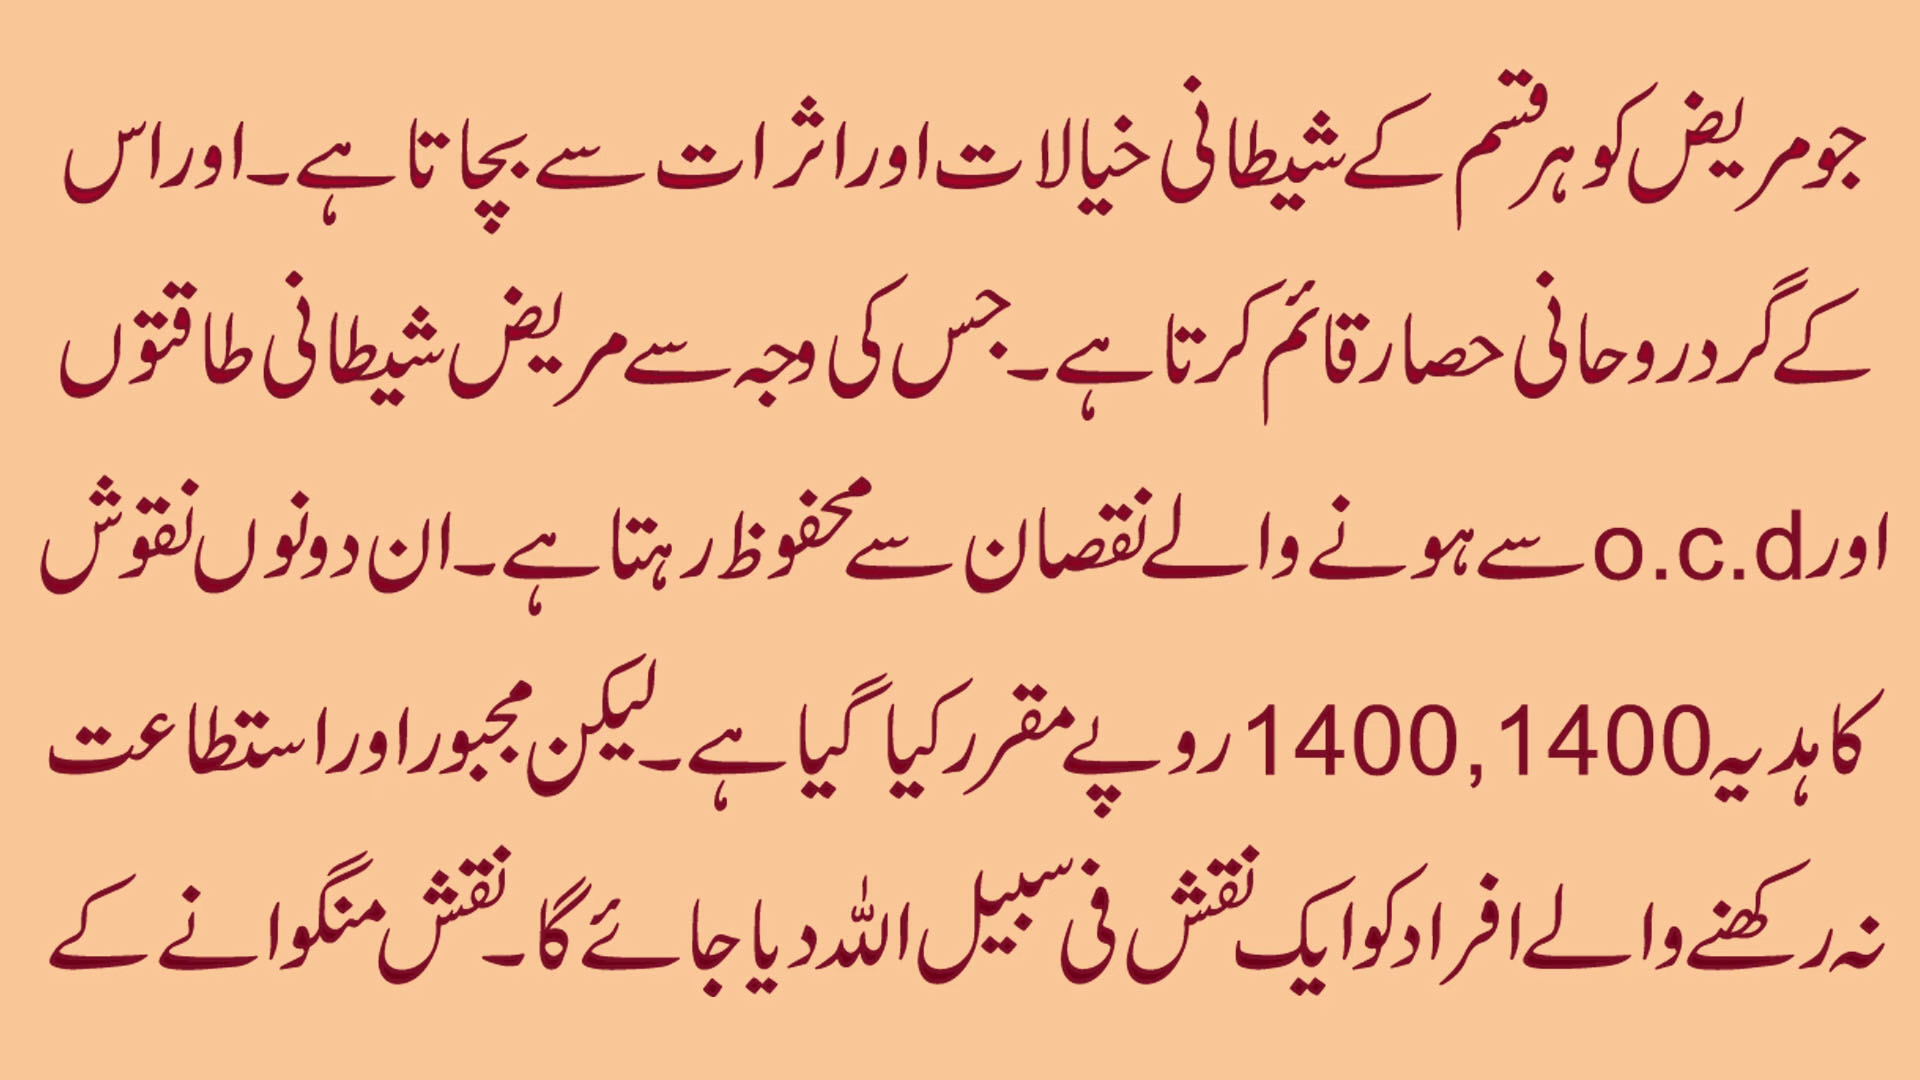 جو مریض کو ہر قسم کے شیطانی خیالات اور اثرات سے بچاتا ہے۔ اور اس
کے گرد روحانی حصار قائم کرتا ہے۔ جس کی وجہ سے مریض شیطانی طاقتوں
اور o.c.d سے ہونے والے نقصان سے محفوظ رہتا ہے۔ ان دونوں نقوش
کا ہدیہ 1400,1400 روپے مقرر کیا گیا ہے۔ لیکن مجبور اور استطاعت
نہ رکھنے والے افراد کو ایک نقش فی سبیل اللہ دیا جائے گا۔ نقش منگوانے کے